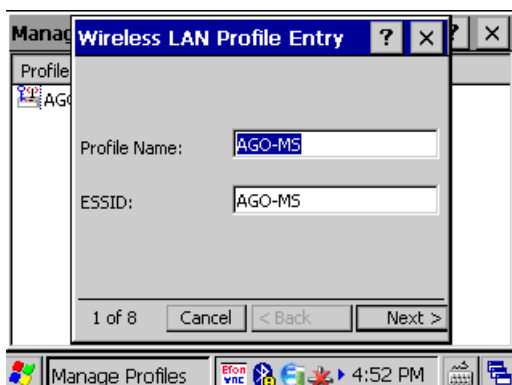 Manag Wireless LAN Profile Entry ? × ? ×
Profile
AGO
Profile Name: AGO-MS
ESSID: AGO-MS
1 of 8 Cancel < Back Next >
Manage Profiles Efon VNC 4:52 PM